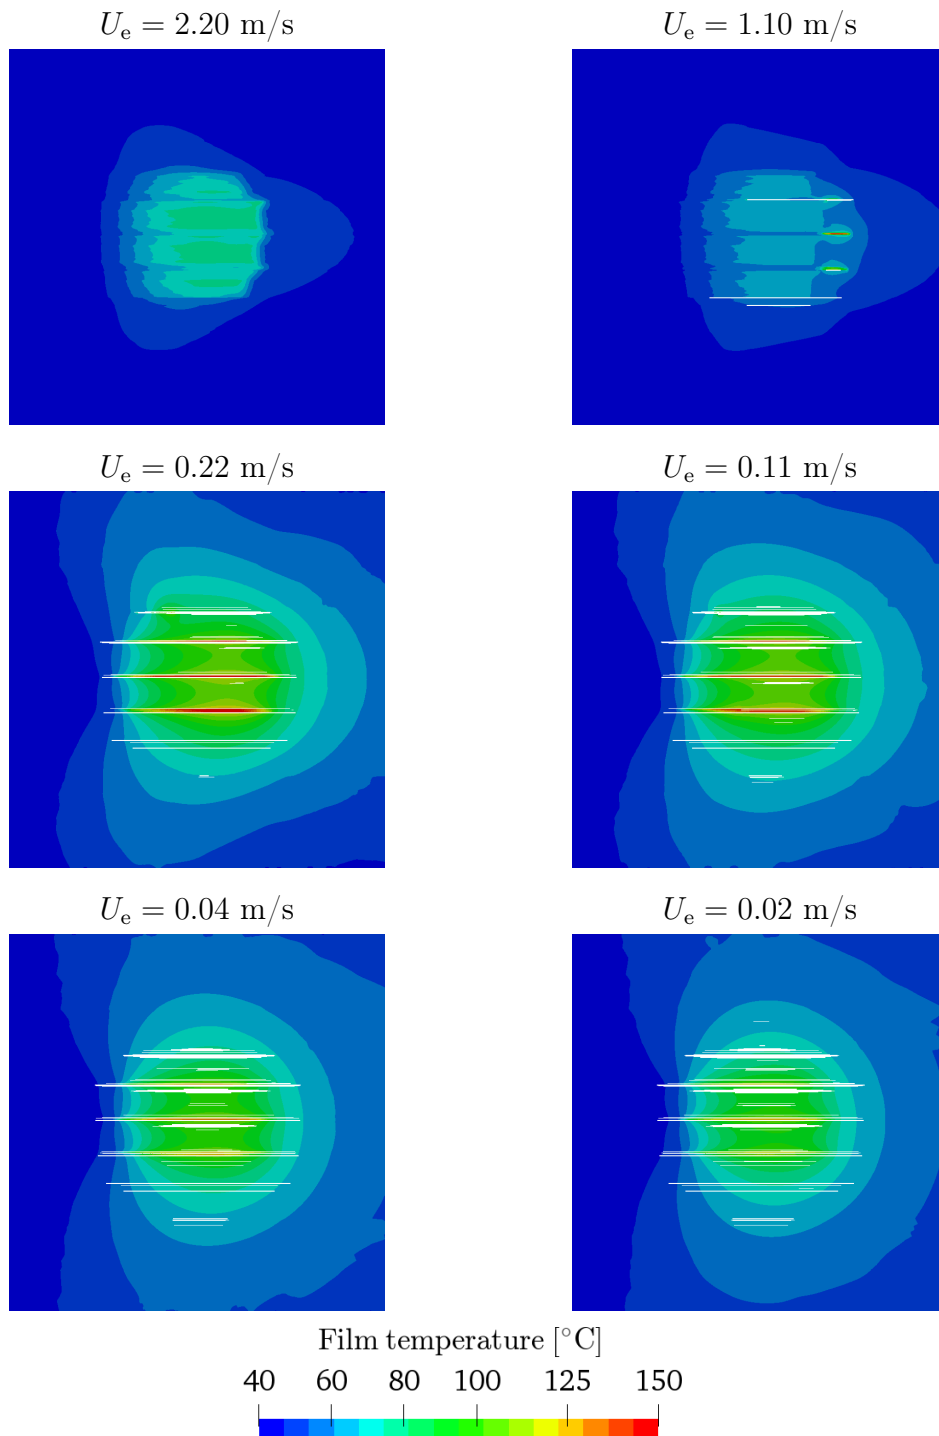 U_e = 2.20 m/s
U_e = 1.10 m/s
U_e = 0.22 m/s
U_e = 0.11 m/s
U_e = 0.04 m/s
U_e = 0.02 m/s
Film temperature [°C]
40 60 80 100 125 150